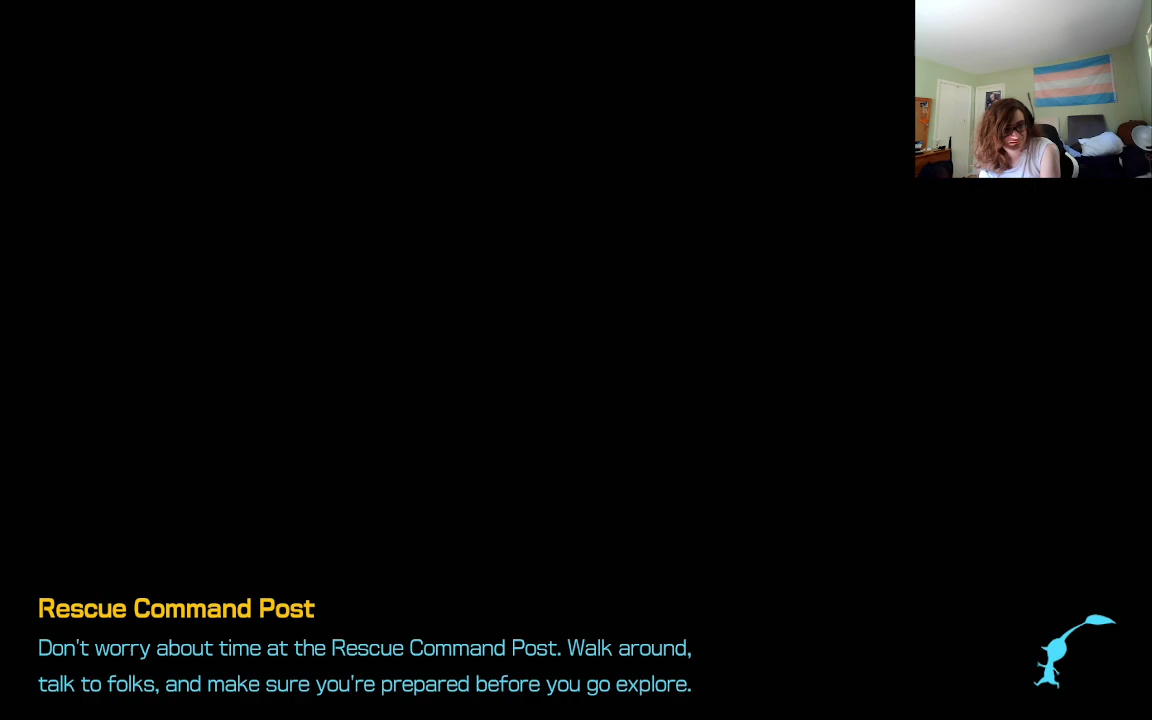 Rescue Command Post
Don't worry about time at the Rescue Command Post. Walk around,
talk to folks, and make sure you're prepared before you go explore.